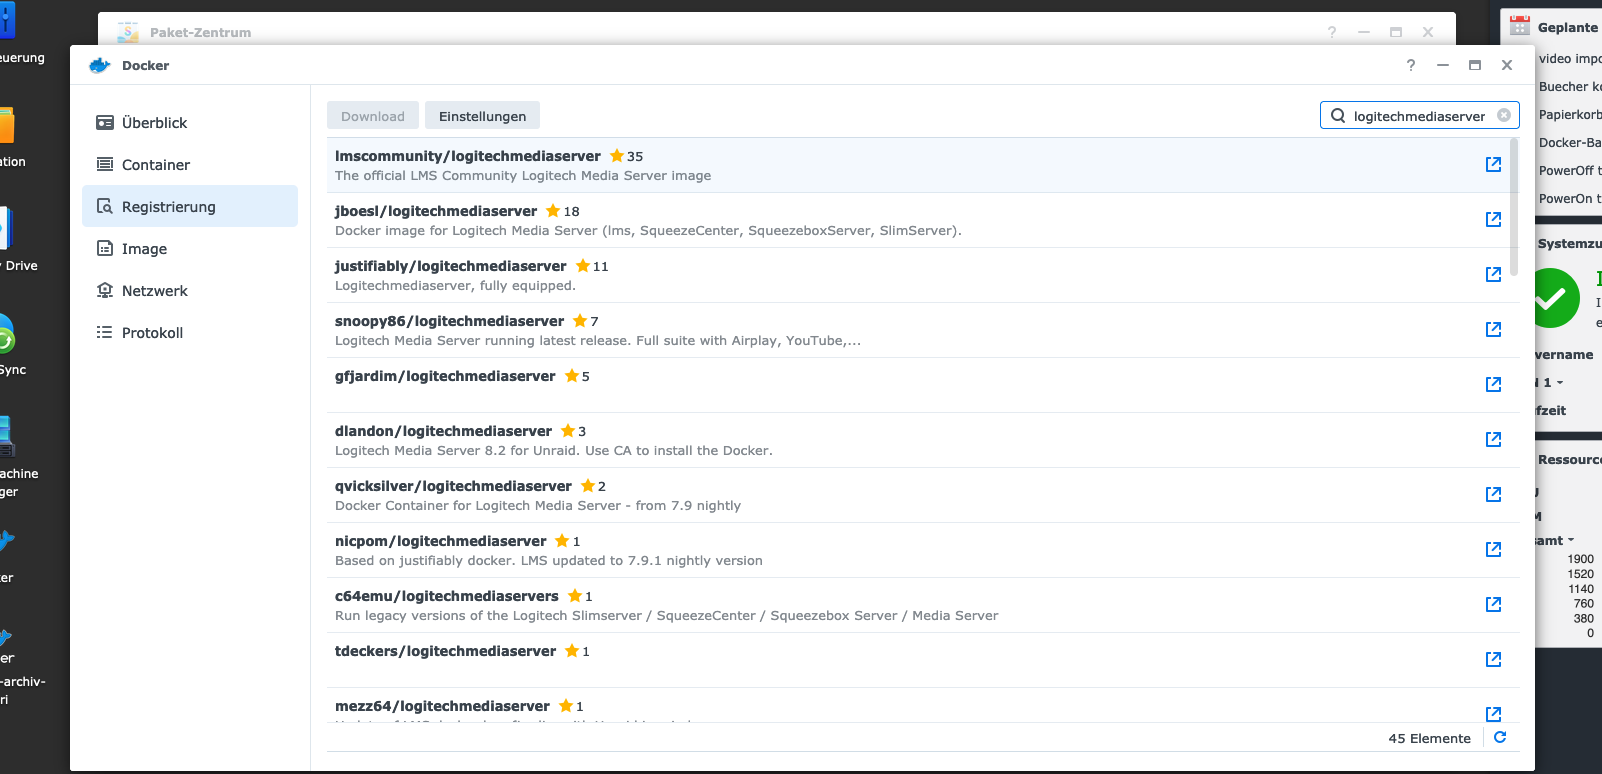 Paket-Zentrum
Docker
Überblick
Container
Registrierung
Image
Netzwerk
Protokoll
Download
Einstellungen
logitechmediaserver
lmscommunity/logitechmediaserver 35
The official LMS Community Logitech Media Server image
jboesl/logitechmediaserver 18
Docker image for Logitech Media Server (lms, SqueezeCenter, SqueezeboxServer, SlimServer).
justifiably/logitechmediaserver 11
Logitechmediaserver, fully equipped.
snoopy86/logitechmediaserver 7
Logitech Media Server running latest release. Full suite with Airplay, YouTube,...
gfjardim/logitechmediaserver 5
dlandon/logitechmediaserver 3
Logitech Media Server 8.2 for Unraid. Use CA to install the Docker.
qvicksilver/logitechmediaserver 2
Docker Container for Logitech Media Server - from 7.9 nightly
nicpom/logitechmediaserver 1
Based on justifiably docker. LMS updated to 7.9.1 nightly version
c64emu/logitechmediaservers 1
Run legacy versions of the Logitech Slimserver / SqueezeCenter / Squeezebox Server / Media Server
tdeckers/logitechmediaserver 1
mezz64/logitechmediaserver 1
45 Elemente
euerung
ation
Drive
Sync
achine
ger
er
er
-archiv-
ri
Geplante
video impo
Buecher ko
Papierkorb
Docker-Ba
PowerOff t
PowerOn t
Systemzu
vername
1
fzeit
Ressource
M
samt
1900
1520
1140
760
380
0